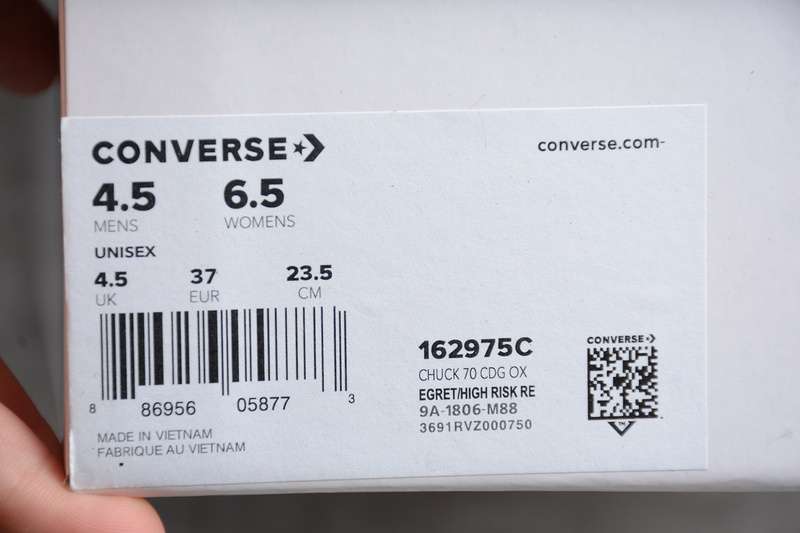 CONVERSE
converse.com-
4.5 6.5
MENS WOMENS
UNISEX
4.5 37 23.5
UK EUR CM
8 86956 05877 3
MADE IN VIETNAM
FABRIQUE AU VIETNAM
162975C
CHUCK 70 CDG OX
EGRET/HIGH RISK RE
9A-1806-M88
3691RVZ000750
CONVERSE
TM